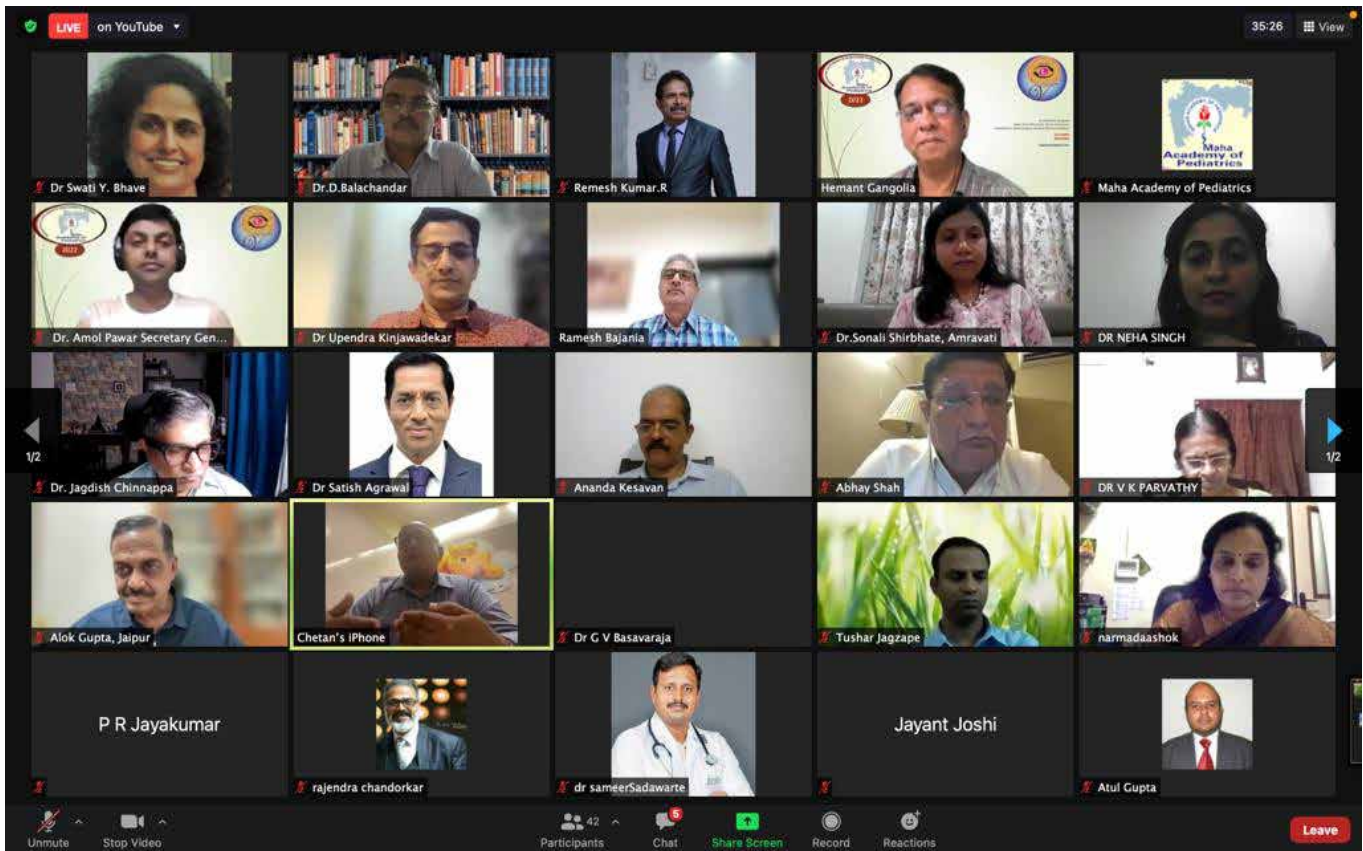 LIVE on YouTube
35:26 View
Dr Swati Y. Bhave
Dr.D.Balachandar
Remesh Kumar.R
2022
Hemant Gangolia
Maha
Academy of
Pediatrics
Maha Academy of Pediatrics
2022
Dr. Amol Pawar Secretary Gen...
Dr Upendra Kinjawadekar
Ramesh Bajania
Dr.Sonali Shirbhate, Amravati
DR NEHA SINGH
1/2
Dr. Jagdish Chinnappa
Dr Satish Agrawal
Ananda Kesavan
Abhay Shah
DR V K PARVATHY
1/2
Alok Gupta, Jaipur
Chetan's iPhone
Dr G V Basavaraja
Tushar Jagzape
narmadaashok
P R Jayakumar
rajendra chandorkar
dr sameerSadawarte
Jayant Joshi
Atul Gupta
Unmute
Stop Video
42
Participants
5
Chat
Share Screen
Record
Reactions
Leave